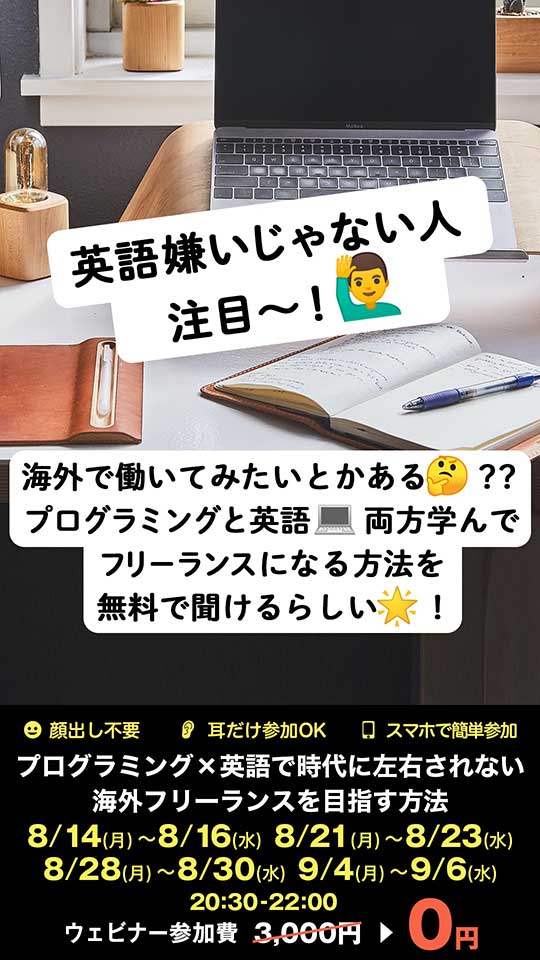 英語嫌いじゃない人
注目〜！🙋‍♂️
海外で働いてみたいとかある🤔??
プログラミングと英語💻両方学んで
フリーランスになる方法を
無料で聞けるらしい🌟！
顔出し不要 耳だけ参加OK スマホで簡単参加
プログラミング×英語で時代に左右されない
海外フリーランスを目指す方法
8/14(月)～8/16(水) 8/21(月)～8/23(水)
8/28(月)～8/30(水) 9/4(月)～9/6(水)
20:30-22:00
ウェビナー参加費 3,000円 ▶ 0円